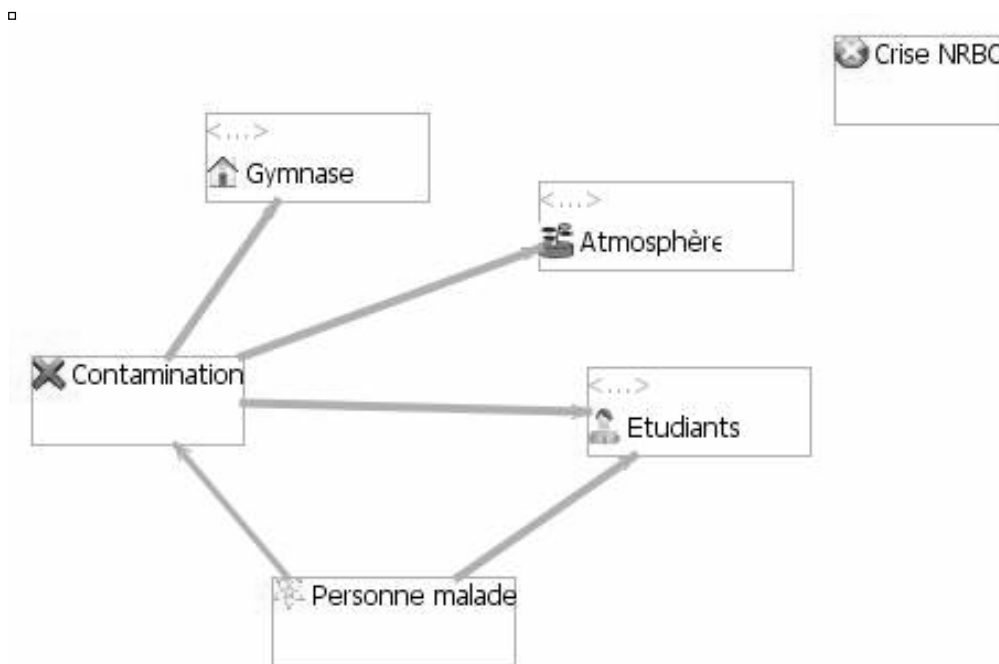 Crise NRBC
<...>
Gymnase
<...>
Atmosphère
Contamination
<...>
Etudiants
Personne malade